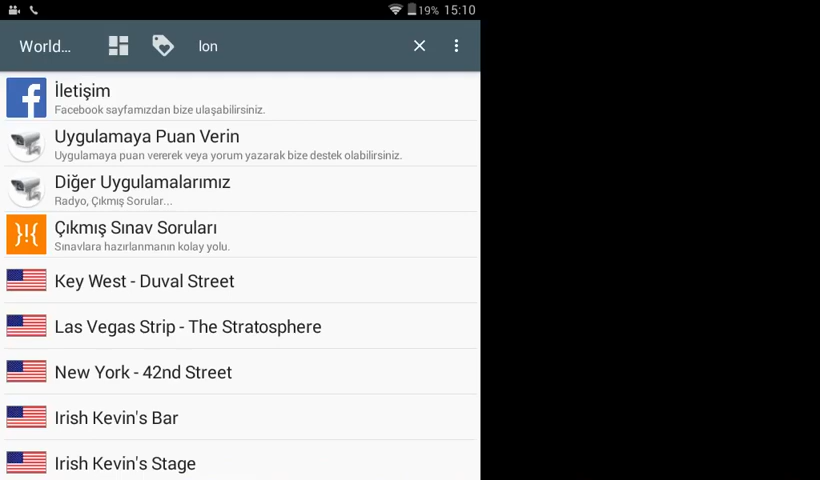 19% 15:10
World... lon
İletişim
Facebook sayfamızdan bize ulaşabilirsiniz.
Uygulamaya Puan Verin
Uygulamaya puan vererek veya yorum yazarak bize destek olabilirsiniz.
Diğer Uygulamalarımız
Radyo, Çıkmış Sorular...
}!{ Çıkmış Sınav Soruları
Sınavlara hazırlanmanın kolay yolu.
Key West - Duval Street
Las Vegas Strip - The Stratosphere
New York - 42nd Street
Irish Kevin's Bar
Irish Kevin's Stage